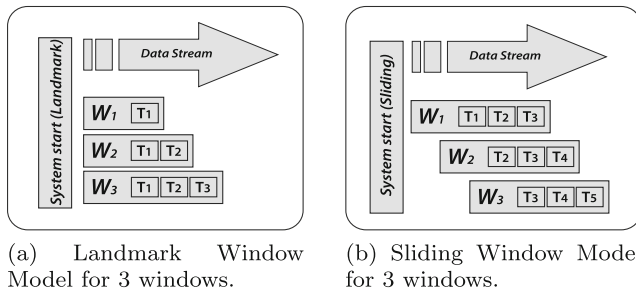 Data Stream
System start (Landmark)
W1 T1
W2 T1 T2
W3 T1 T2 T3
(a) Landmark Window
Model for 3 windows.
Data Stream
System start (Sliding)
W1 T1 T2 T3
W2 T2 T3 T4
W3 T3 T4 T5
(b) Sliding Window Mode
for 3 windows.